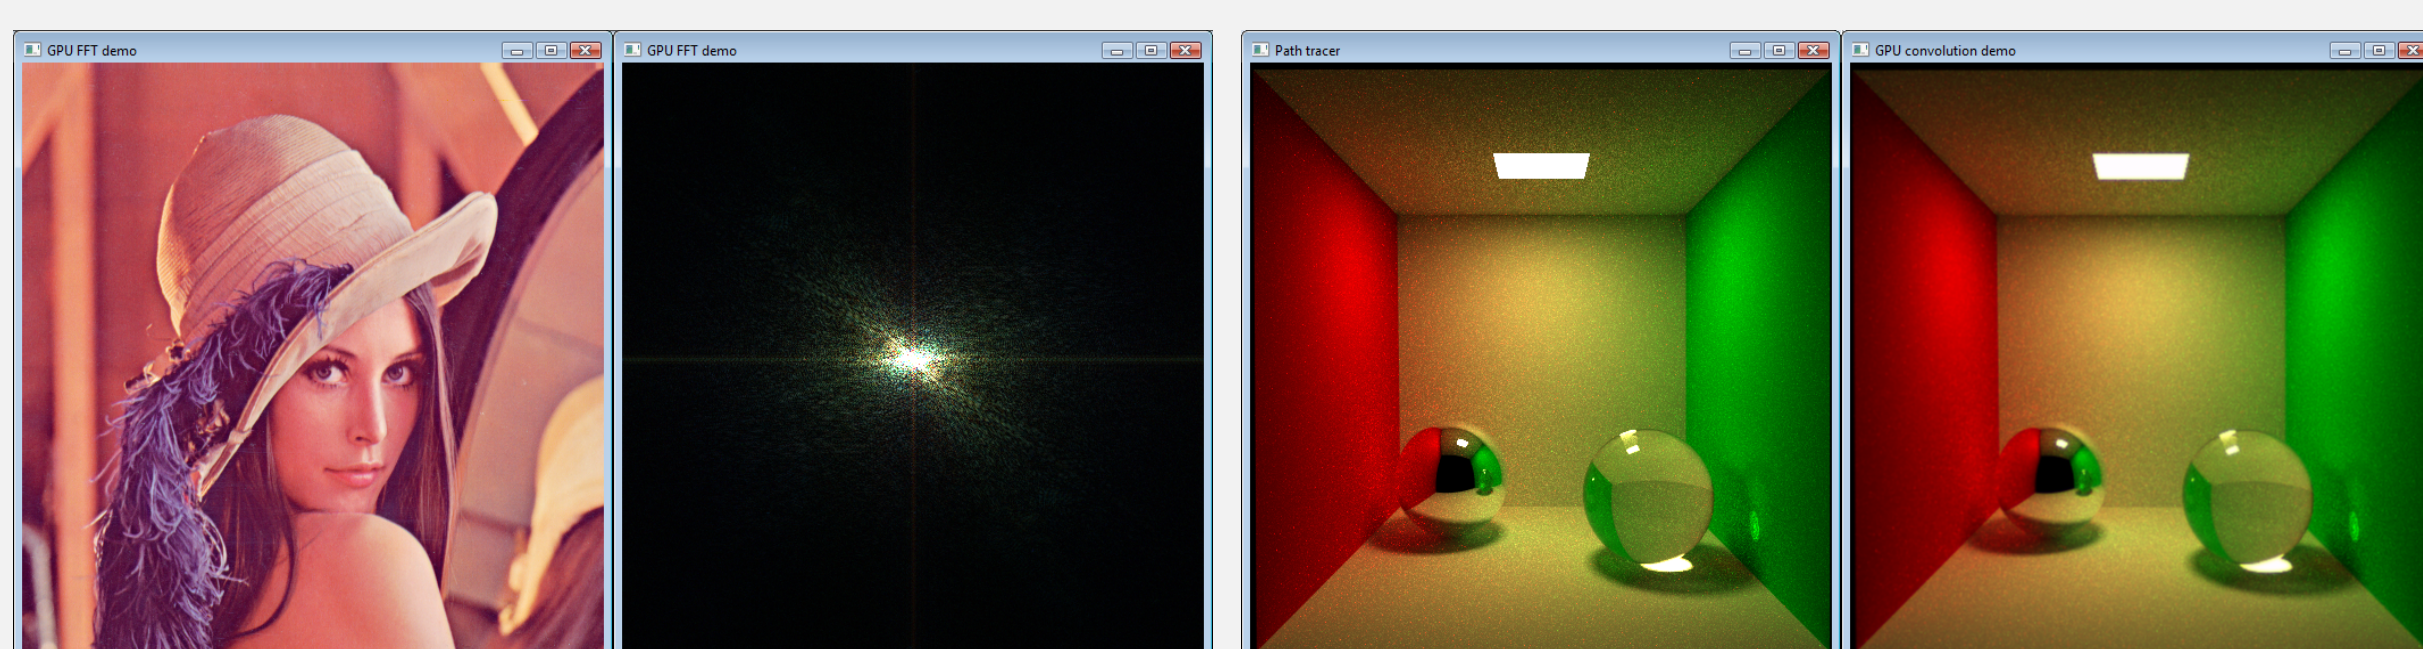 GPU FFT demo
GPU FFT demo
Path tracer
GPU convolution demo